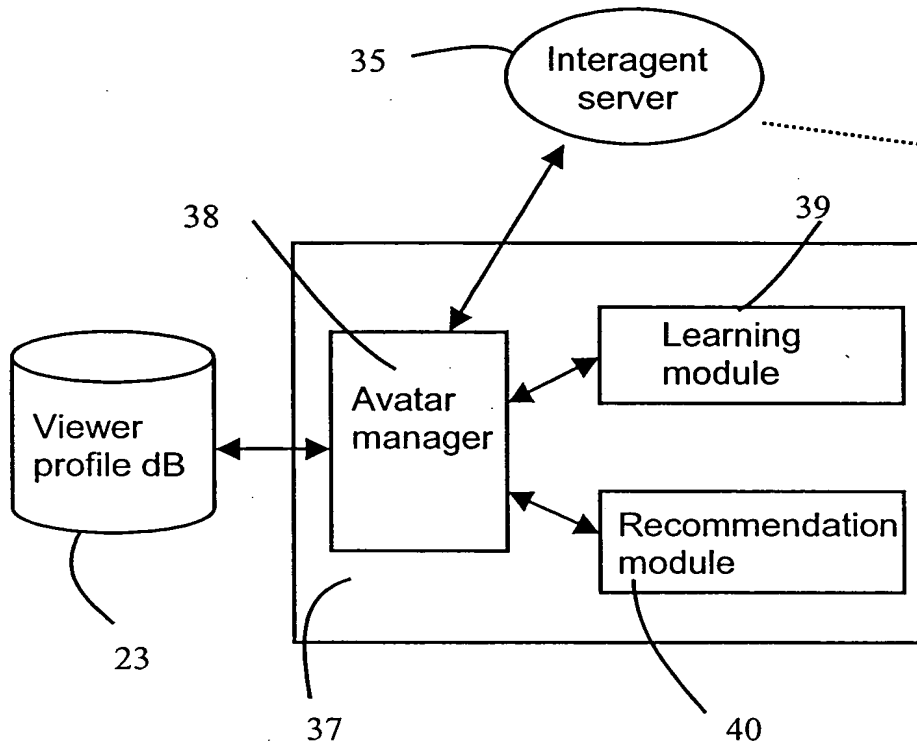 35
Interagent
server
38
39
Learning
module
Avatar
manager
Viewer
profile dB
Recommendation
module
23
37
40